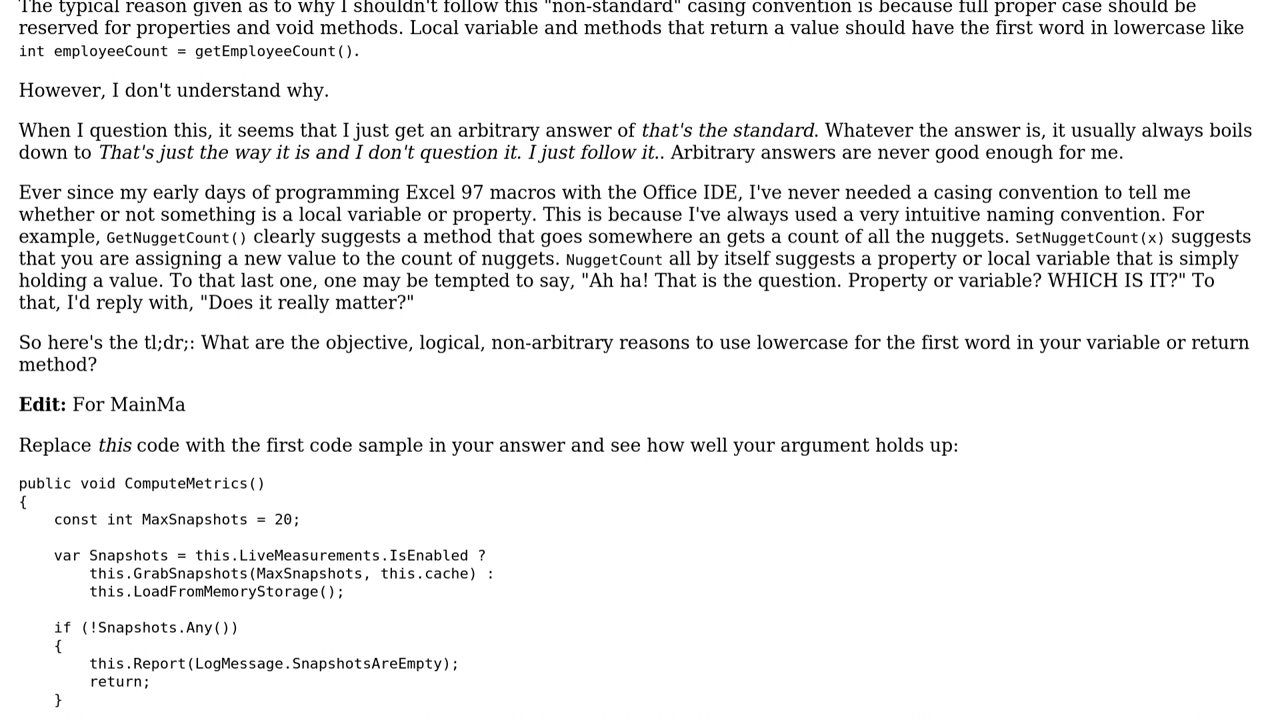 The typical reason given as to why I shouldn't follow this "non-standard" casing convention is because full proper case should be
reserved for properties and void methods. Local variable and methods that return a value should have the first word in lowercase like
int employeeCount = getEmployeeCount().
However, I don't understand why.
When I question this, it seems that I just get an arbitrary answer of that's the standard. Whatever the answer is, it usually always boils
down to That's just the way it is and I don't question it. I just follow it.. Arbitrary answers are never good enough for me.
Ever since my early days of programming Excel 97 macros with the Office IDE, I've never needed a casing convention to tell me
whether or not something is a local variable or property. This is because I've always used a very intuitive naming convention. For
example, GetNuggetCount() clearly suggests a method that goes somewhere an gets a count of all the nuggets. SetNuggetCount(x) suggests
that you are assigning a new value to the count of nuggets. NuggetCount all by itself suggests a property or local variable that is simply
holding a value. To that last one, one may be tempted to say, "Ah ha! That is the question. Property or variable? WHICH IS IT?" To
that, I'd reply with, "Does it really matter?"
So here's the tl;dr;: What are the objective, logical, non-arbitrary reasons to use lowercase for the first word in your variable or return
method?
Edit: For MainMa
Replace this code with the first code sample in your answer and see how well your argument holds up:
public void ComputeMetrics()
{
    const int MaxSnapshots = 20;
    var Snapshots = this.LiveMeasurements.IsEnabled ?
        this.GrabSnapshots(MaxSnapshots, this.cache) :
        this.LoadFromMemoryStorage();
    if (!Snapshots.Any())
    {
        this.Report(LogMessage.SnapshotsAreEmpty);
        return;
    }